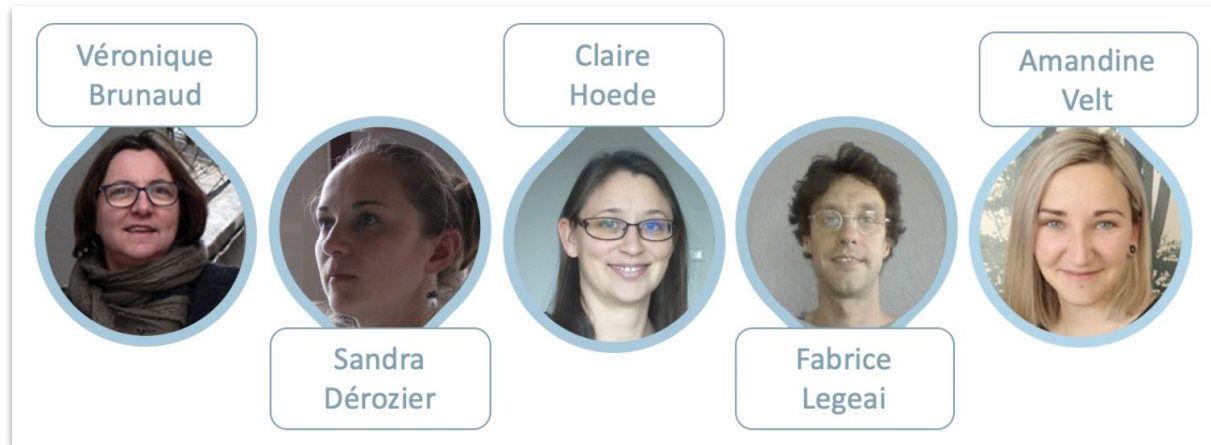 Véronique
Brunaud
Sandra
Dérozier
Claire
Hoede
Fabrice
Legeai
Amandine
Velt